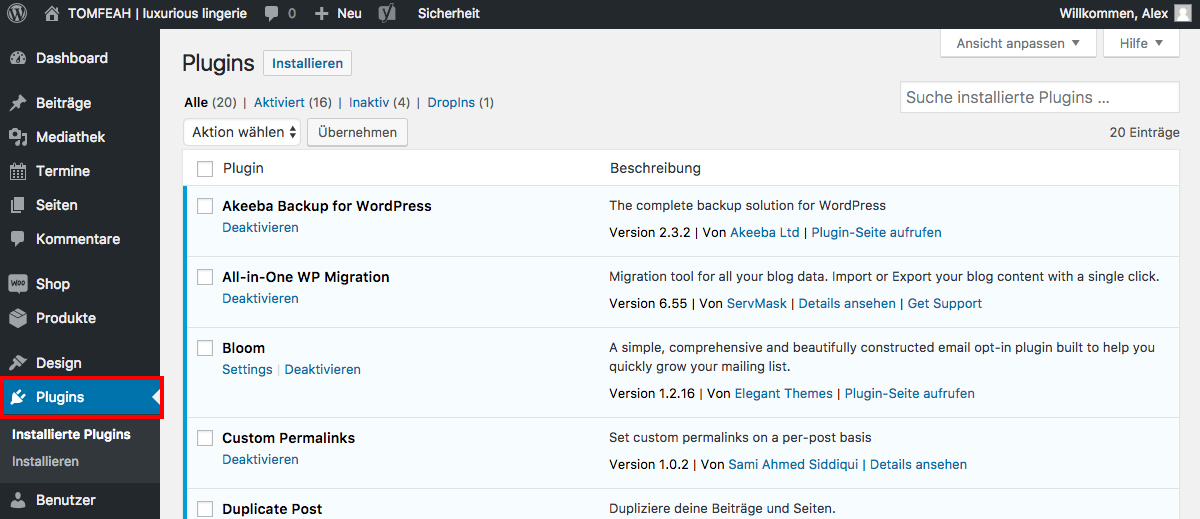 TOMFEAH | luxurious lingerie 0 + Neu Sicherheit Willkommen, Alex
Dashboard
Beiträge
Mediathek
Termine
Seiten
Kommentare
WOO Shop
Produkte
Design
Plugins
Installierte Plugins
Installieren
Benutzer
Ansicht anpassen ▼ Hilfe ▼
Plugins Installieren
Alle (20) | Aktiviert (16) | Inaktiv (4) | DropIns (1)
Suche installierte Plugins ...
Aktion wählen Übernehmen
20 Einträge
Plugin Beschreibung
Akeeba Backup for WordPress
Deaktivieren
The complete backup solution for WordPress
Version 2.3.2 | Von Akeeba Ltd | Plugin-Seite aufrufen
All-in-One WP Migration
Deaktivieren
Migration tool for all your blog data. Import or Export your blog content with a single click.
Version 6.55 | Von ServMask | Details ansehen | Get Support
Bloom
Settings | Deaktivieren
A simple, comprehensive and beautifully constructed email opt-in plugin built to help you
quickly grow your mailing list.
Version 1.2.16 | Von Elegant Themes | Plugin-Seite aufrufen
Custom Permalinks
Deaktivieren
Set custom permalinks on a per-post basis
Version 1.0.2 | Von Sami Ahmed Siddiqui | Details ansehen
Duplicate Post
Dupliziere deine Beiträge und Seiten.